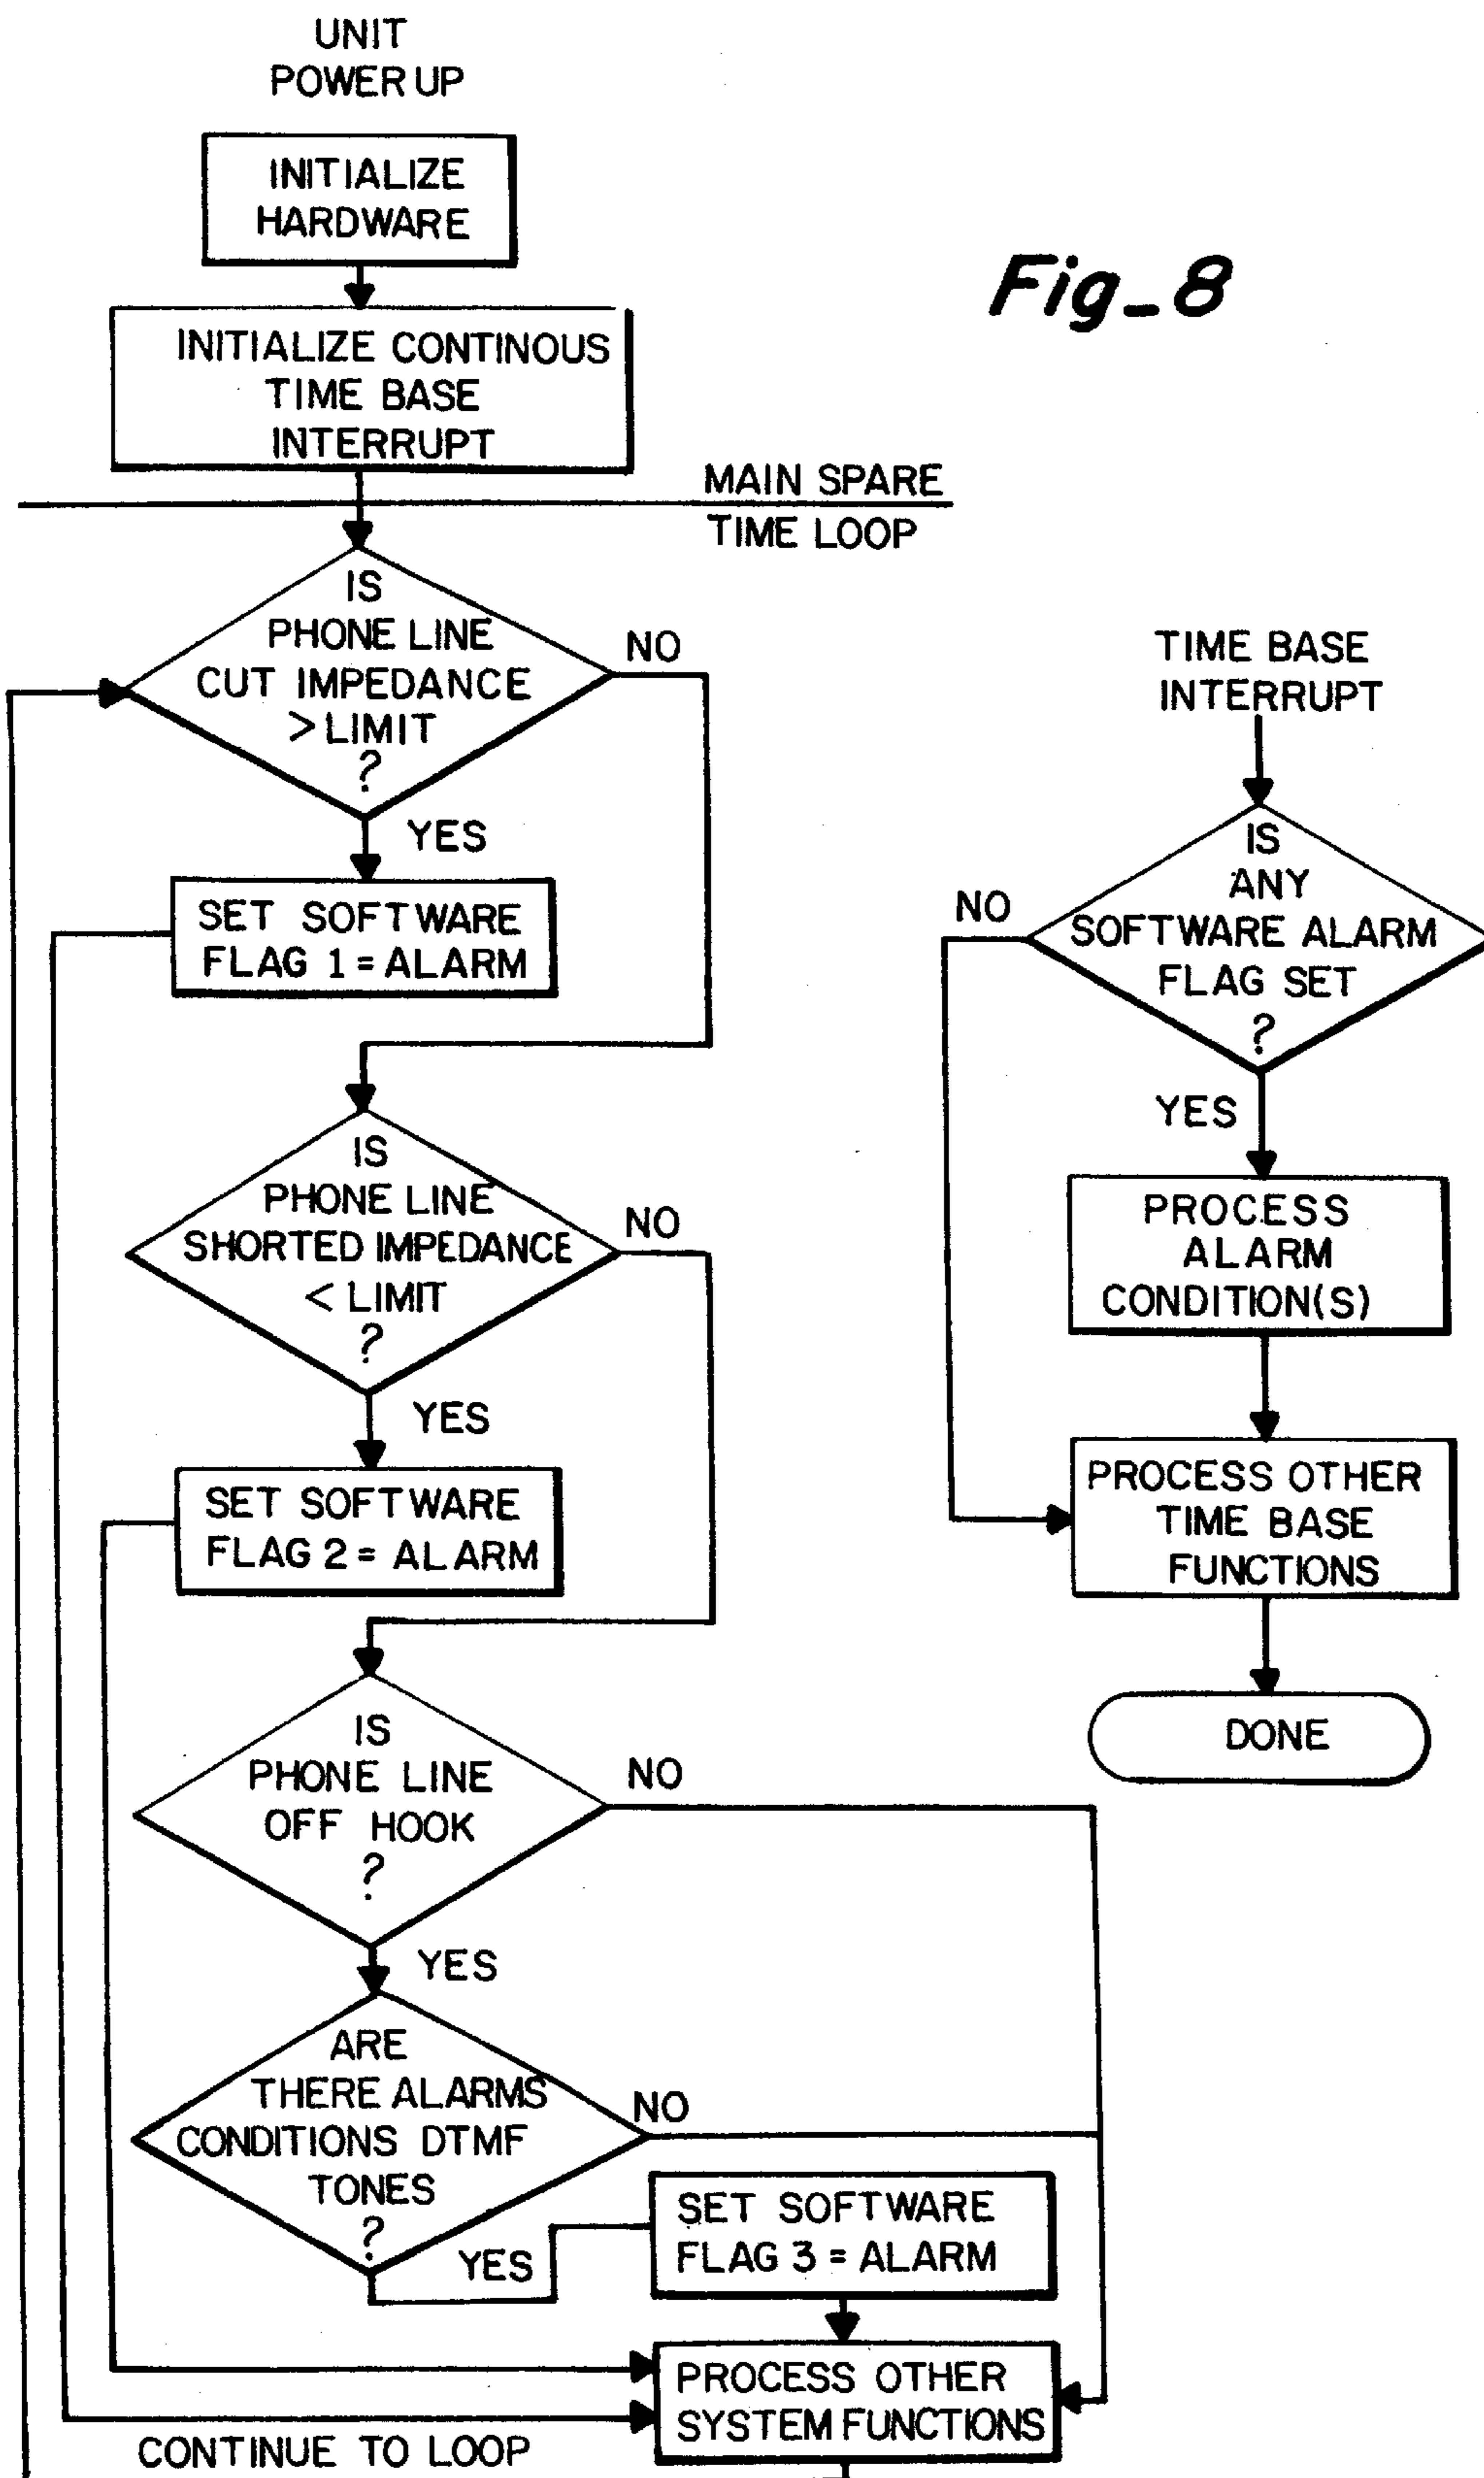 UNIT
POWER UP
INITIALIZE
HARDWARE
Fig_8
INITIALIZE CONTINOUS
TIME BASE
INTERRUPT
MAIN SPARE
TIME LOOP
IS
PHONE LINE
CUT IMPEDANCE
> LIMIT
?
NO
YES
SET SOFTWARE
FLAG 1 = ALARM
IS
PHONE LINE
SHORTED IMPEDANCE
< LIMIT
?
NO
YES
SET SOFTWARE
FLAG 2 = ALARM
IS
PHONE LINE
OFF HOOK
?
NO
YES
ARE
THERE ALARMS
CONDITIONS DTMF
TONES
?
NO
YES
SET SOFTWARE
FLAG 3 = ALARM
PROCESS OTHER
SYSTEM FUNCTIONS
CONTINUE TO LOOP
TIME BASE
INTERRUPT
IS
ANY
SOFTWARE ALARM
FLAG SET
?
NO
YES
PROCESS
ALARM
CONDITION(S)
PROCESS OTHER
TIME BASE
FUNCTIONS
DONE